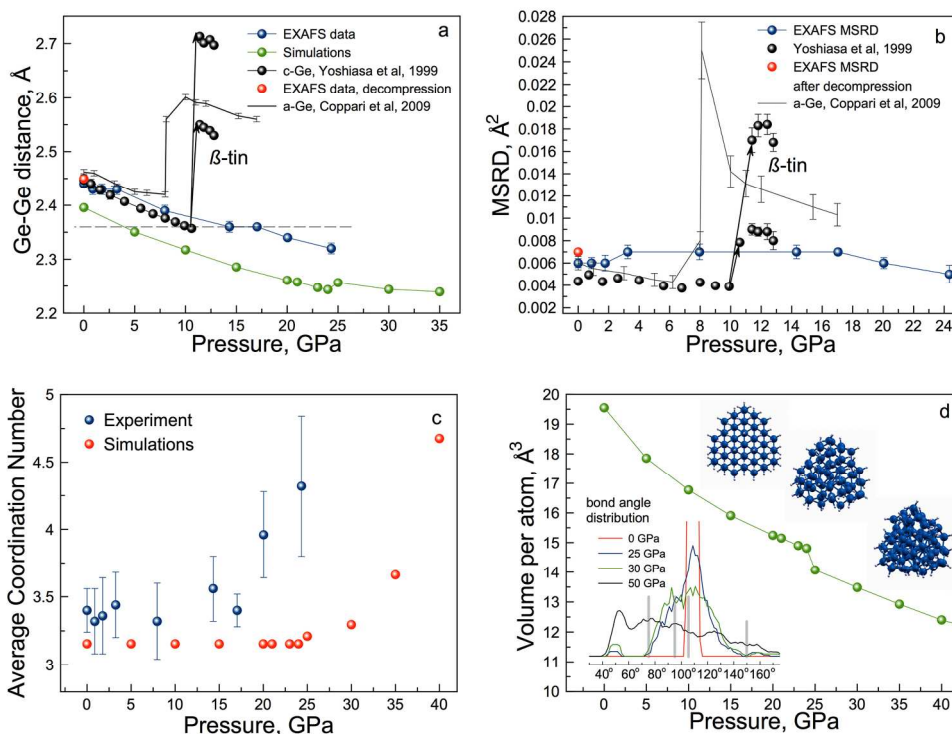 a
EXAFS data
Simulations
c-Ge, Yoshiasa et al, 1999
EXAFS data, decompression
a-Ge, Coppari et al, 2009
ß-tin
Ge-Ge distance, Å
2.7
2.6
2.5
2.4
2.3
2.2
0 5 10 15 20 25 30 35
Pressure, GPa
b
EXAFS MSRD
Yoshiasa et al, 1999
EXAFS MSRD
after decompression
a-Ge, Coppari et al, 2009
ß-tin
MSRD, Å²
0.028
0.026
0.024
0.022
0.02
0.018
0.016
0.014
0.012
0.010
0.008
0.006
0.004
0.002
0 2 4 6 8 10 12 14 16 18 20 22 24
Pressure, GPa
c
Experiment
Simulations
Average Coordination Number
5
4.5
4
3.5
3
0 5 10 15 20 25 30 35 40
Pressure, GPa
d
Volume per atom, Å³
20
19
18
17
16
15
14
13
12
11
10
bond angle
distribution
0 GPa
25 GPa
30 GPa
50 GPa
40° 60° 80° 100° 120° 140° 160°
0 5 10 15 20 25 30 35 40
Pressure, GPa